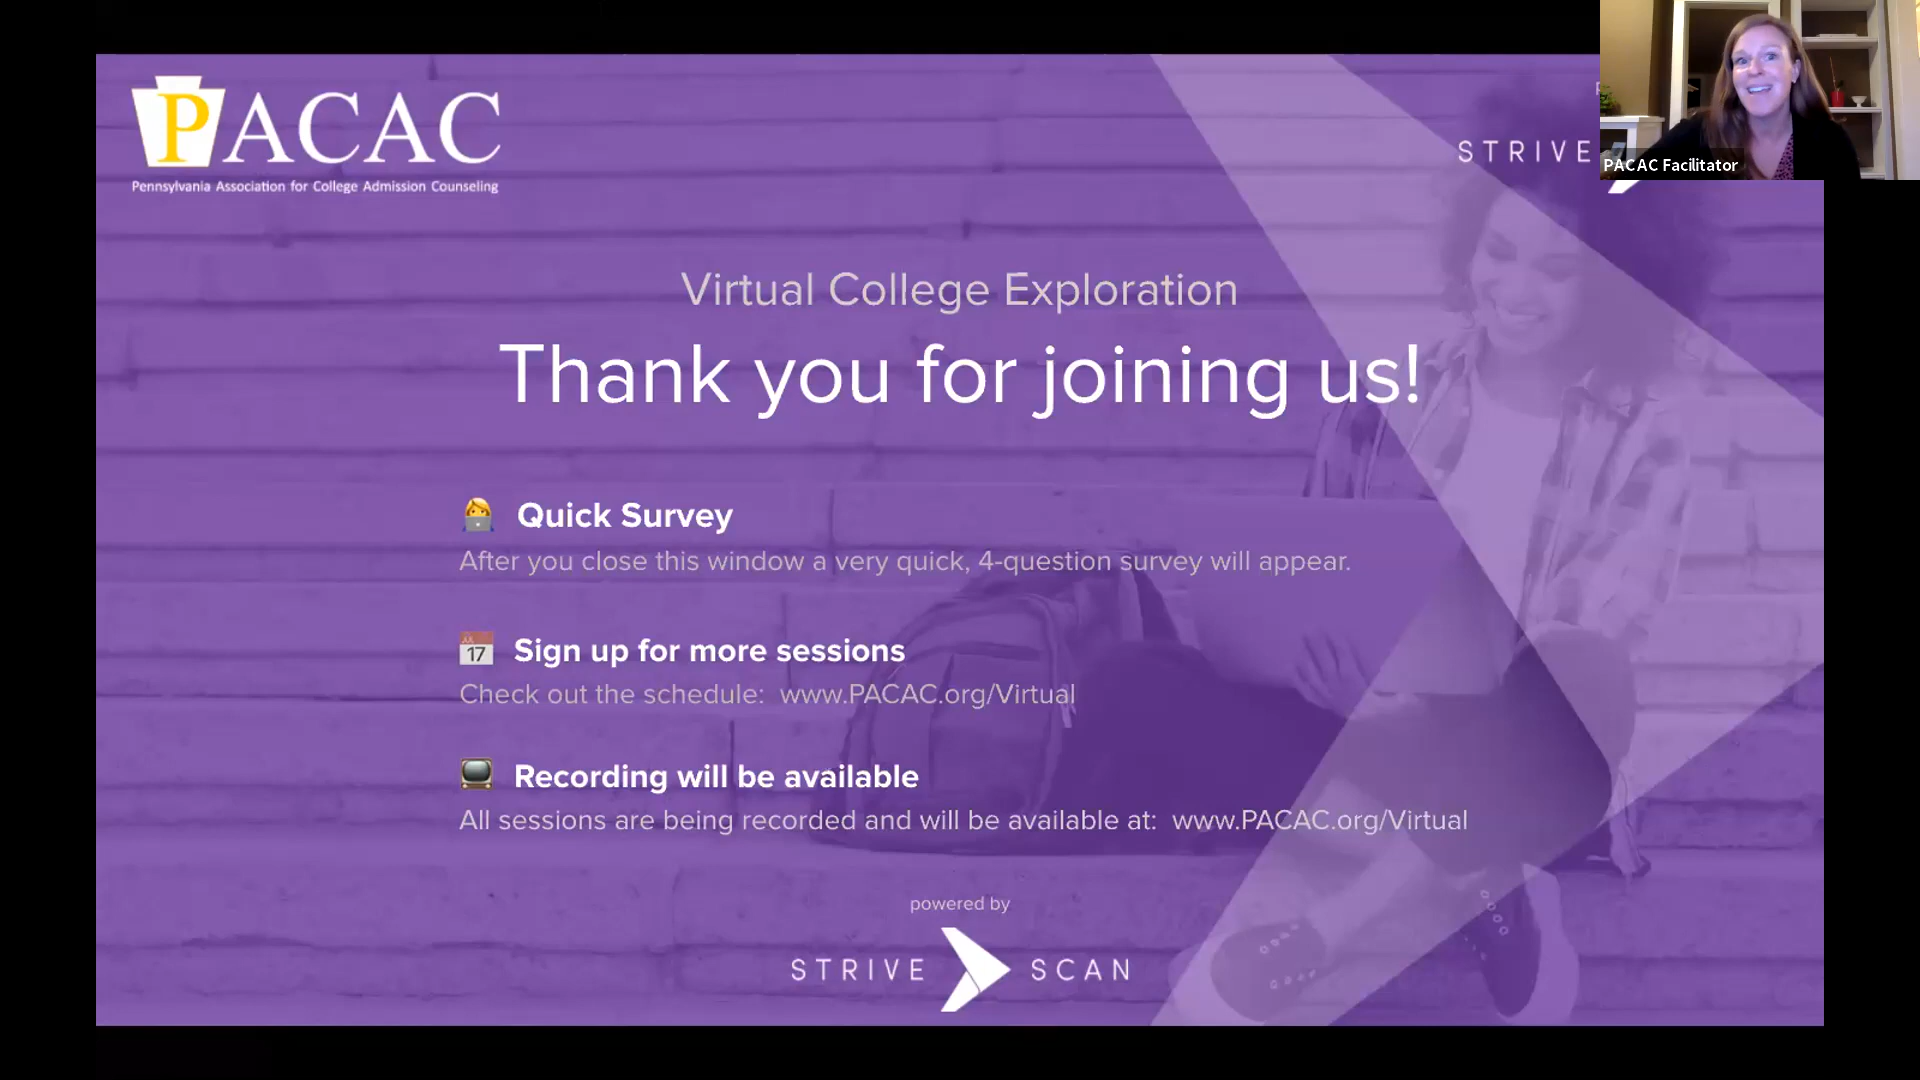 PACAC
Pennsylvania Association for College Admission Counseling
STRIVE
PACAC Facilitator
Virtual College Exploration
Thank you for joining us!
Quick Survey
After you close this window a very quick, 4-question survey will appear.
JUL
17
Sign up for more sessions
Check out the schedule: www.PACAC.org/Virtual
Recording will be available
All sessions are being recorded and will be available at: www.PACAC.org/Virtual
powered by
STRIVE SCAN